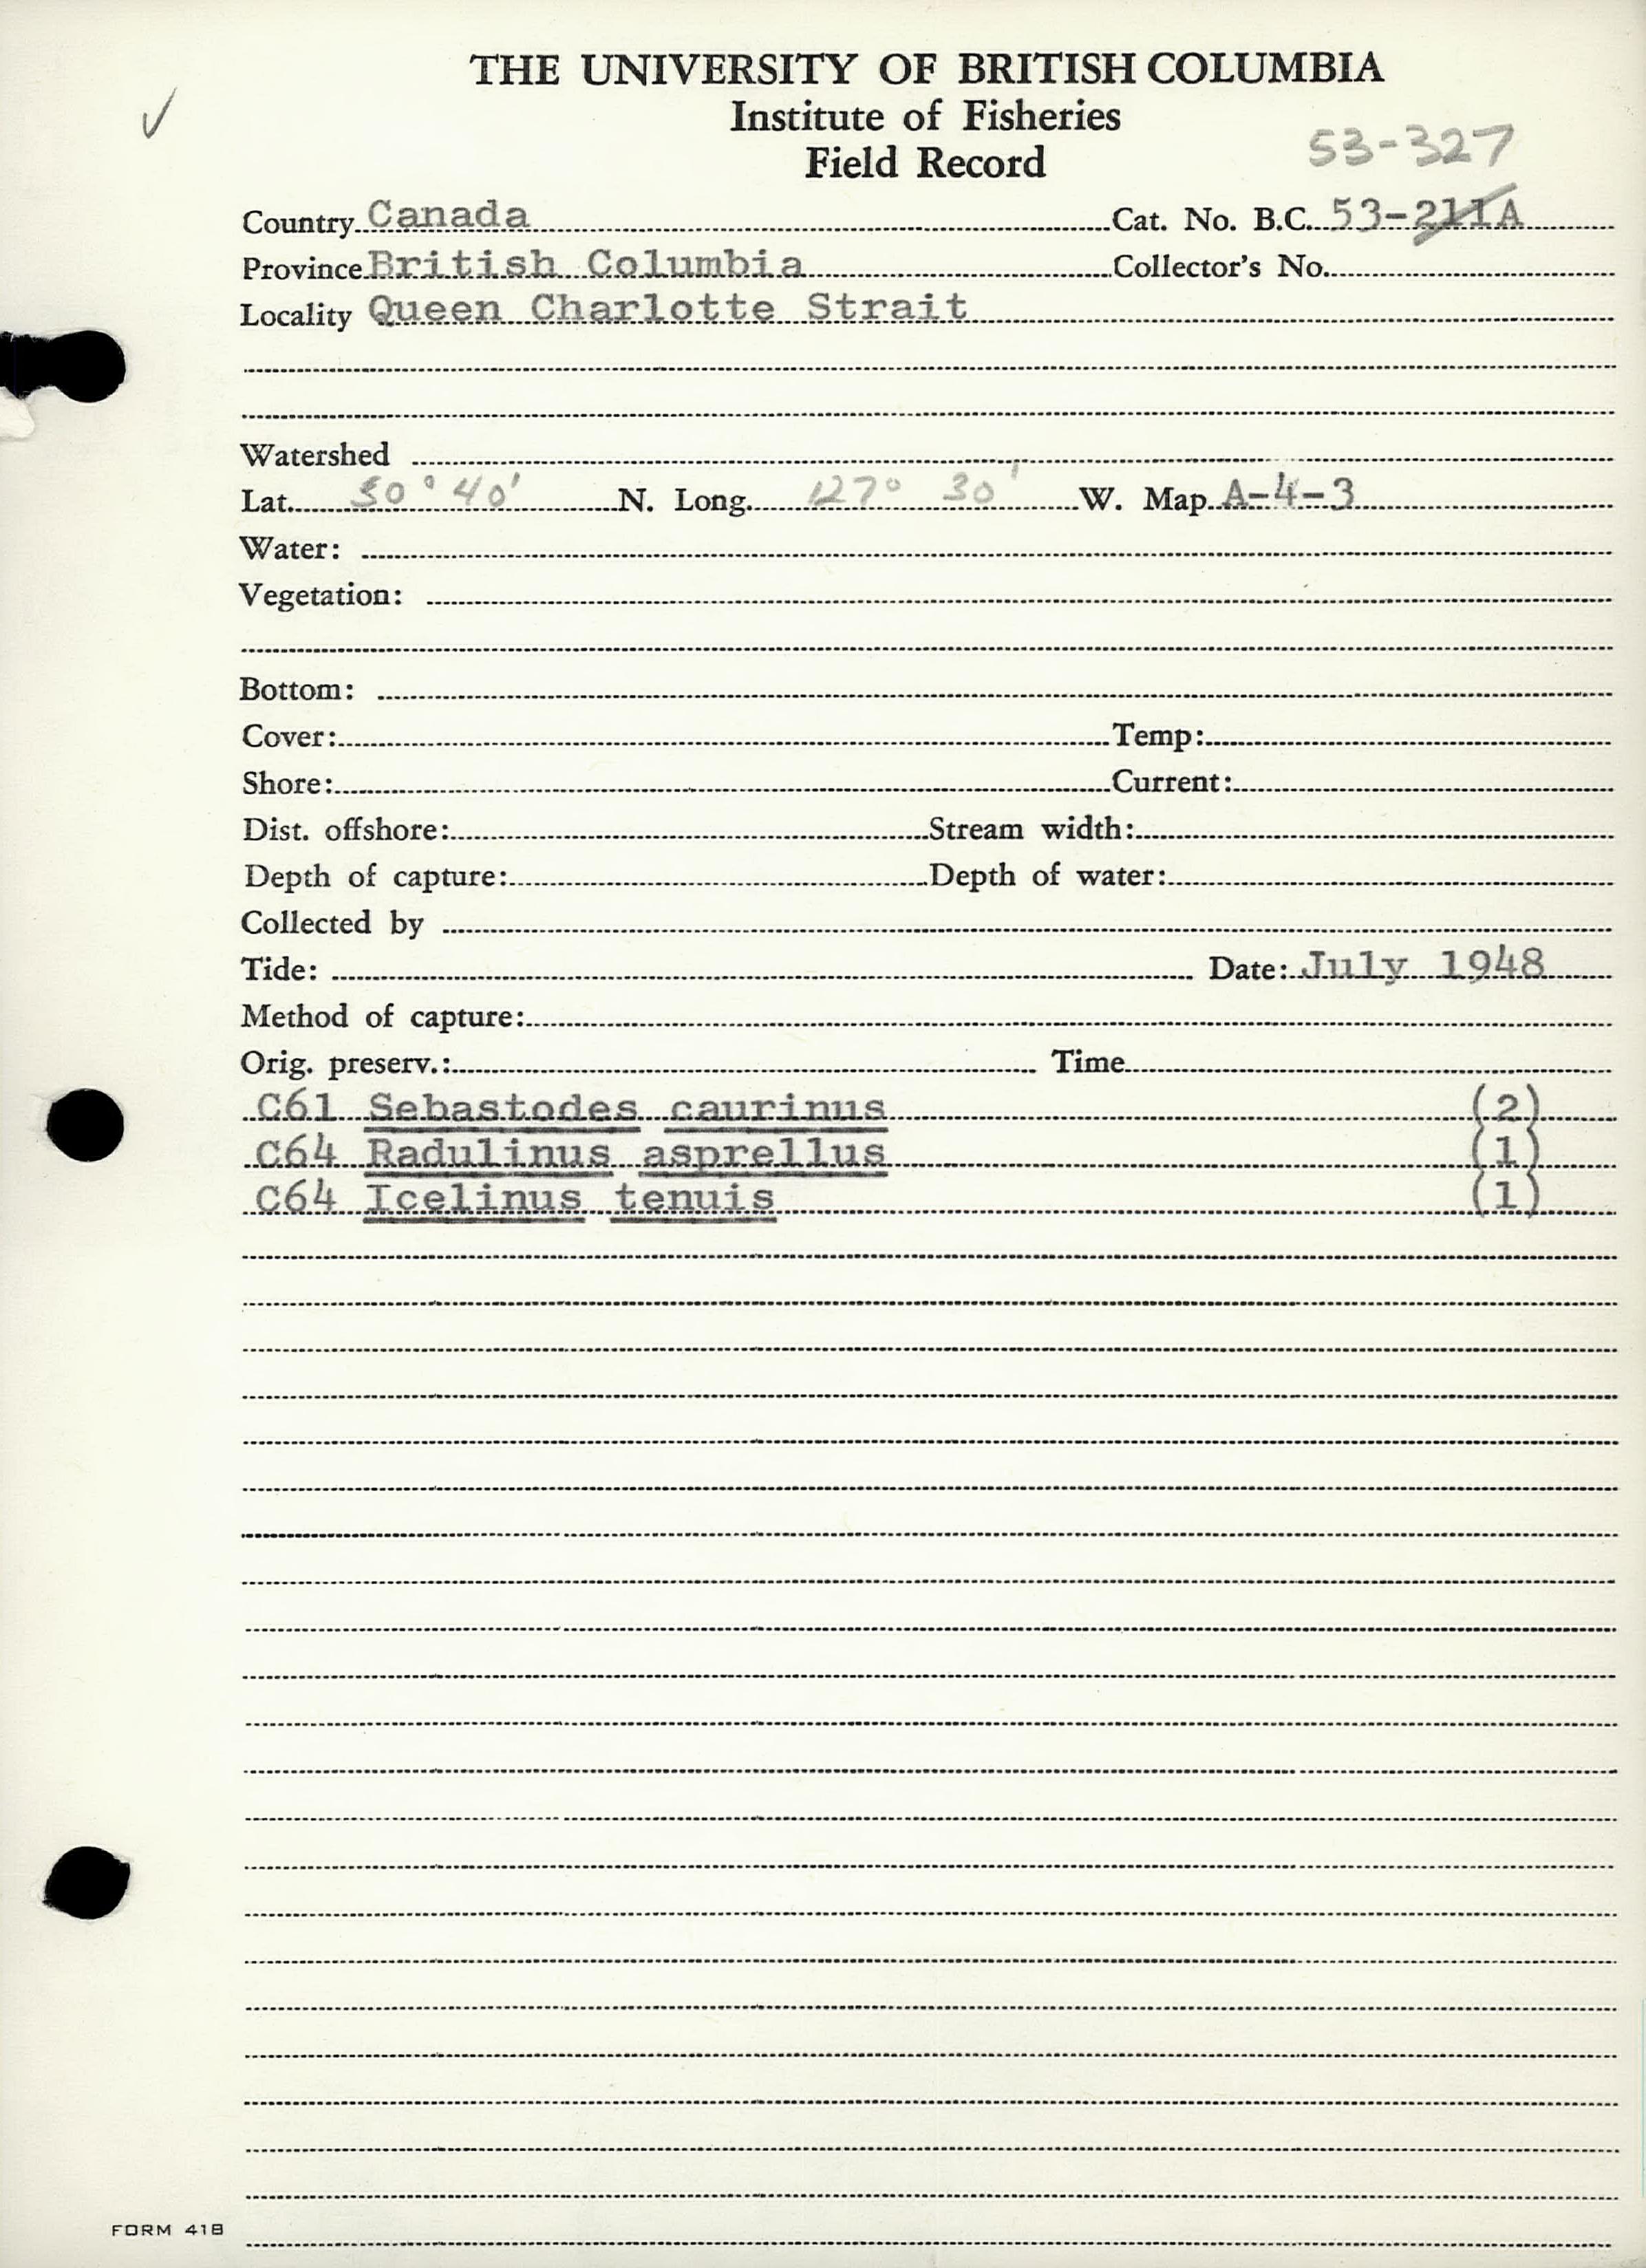 THE UNIVERSITY OF BRITISH COLUMBIA
Institute of Fisheries
Field Record
53-327
Country Canada Cat. No. B.C. 53-211A
Province British Columbia Collector's No.
Locality Queen Charlotte Strait
Watershed
Lat. 50° 40' N. Long. 127° 30' W. Map A-4-3
Water:
Vegetation:
Bottom:
Cover: Temp:
Shore: Current:
Dist. offshore: Stream width:
Depth of capture: Depth of water:
Collected by
Tide: Date: July 1948
Method of capture:
Orig. preserv.: Time
C61 Sebastodes caurinus (2)
C64 Radulinus asprellus (1)
C64 Icelinus tenuis (1)
FORM 41B